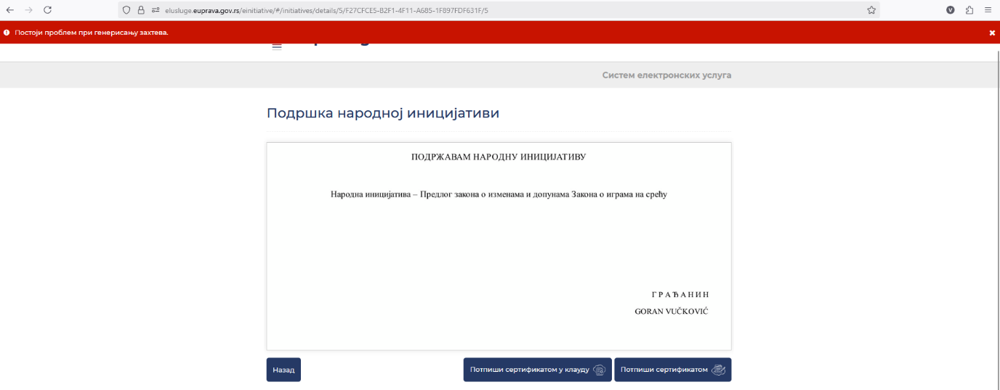 elusluge.euprava.gov.rs/einitiative/#/initiatives/details/5/F27CFCE5-B2F1-4F11-A685-1F897FDF631F/5
V
Постоји проблем при генерисању захтева.
Систем електронских услуга
Подршка народној иницијативи
ПОДРЖАВАМ НАРОДНУ ИНИЦИЈАТИВУ
Народна иницијатива – Предлог закона о изменама и допунама Закона о играма на срећу
Г Р А Ђ А Н И Н
GORAN VUČKOVIĆ
Назад
Потпиши сертификатом у клауду
Потпиши сертификатом